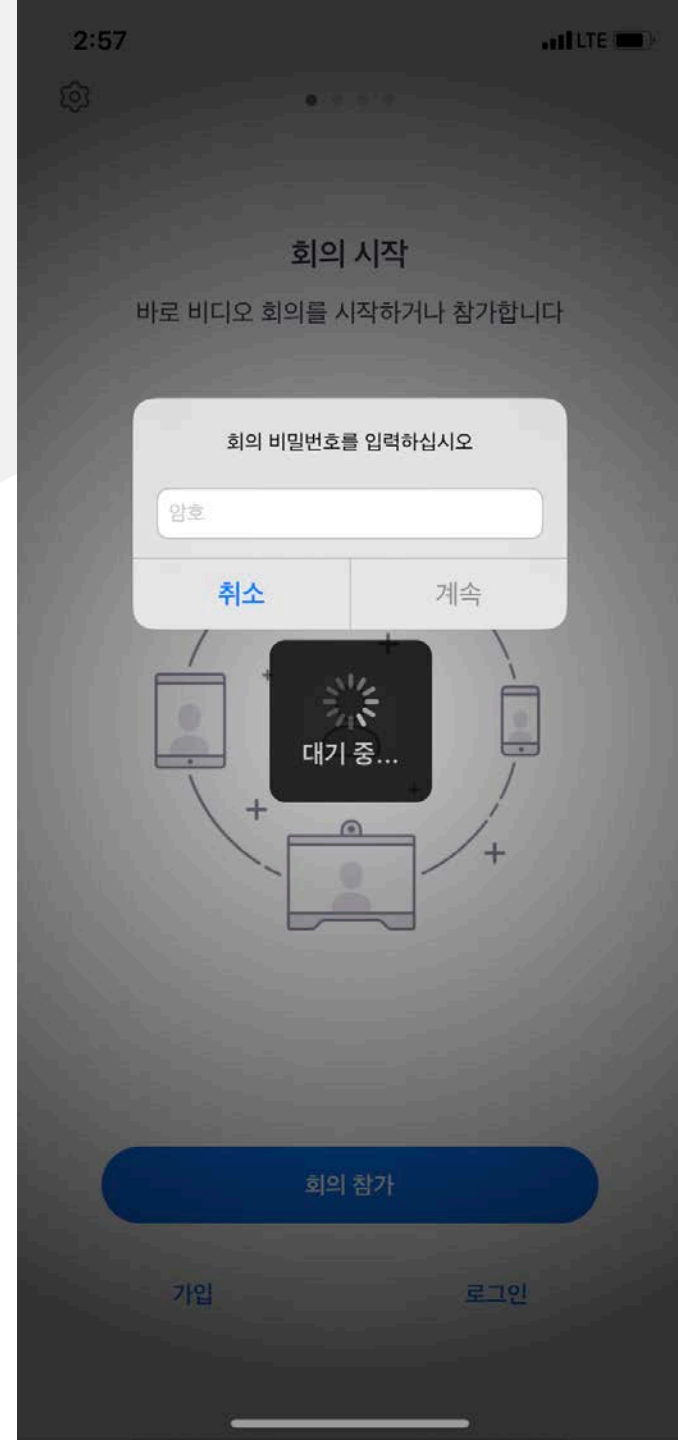 2:57
LTE
회의 시작
바로 비디오 회의를 시작하거나 참가합니다
회의 비밀번호를 입력하십시오
암호
취소
계속
대기 중...
회의 참가
가입
로그인